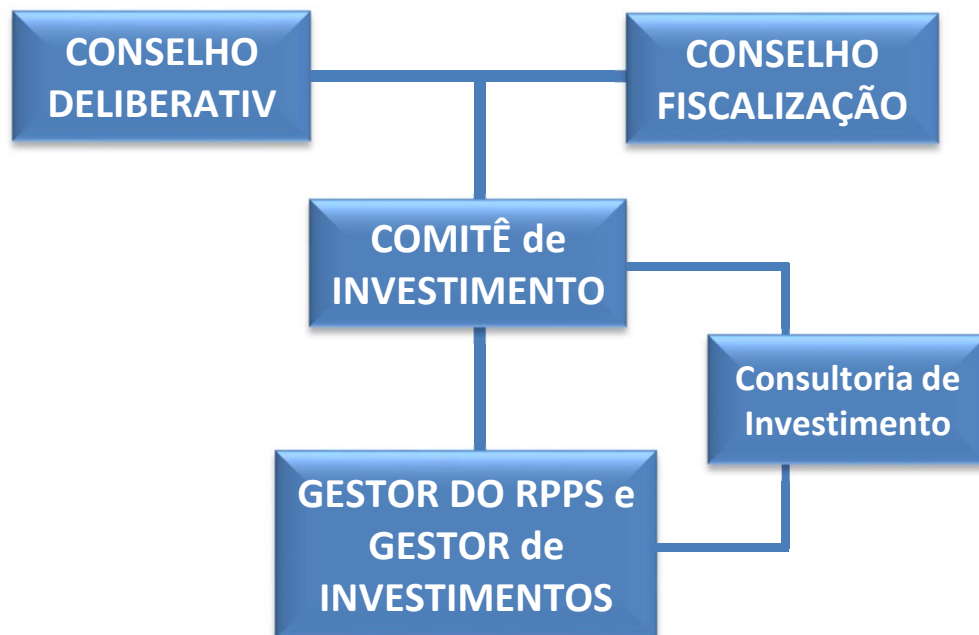 CONSELHO
DELIBERATIV
CONSELHO
FISCALIZAÇÃO
COMITÊ de
INVESTIMENTO
Consultoria de
Investimento
GESTOR DO RPPS e
GESTOR de
INVESTIMENTOS